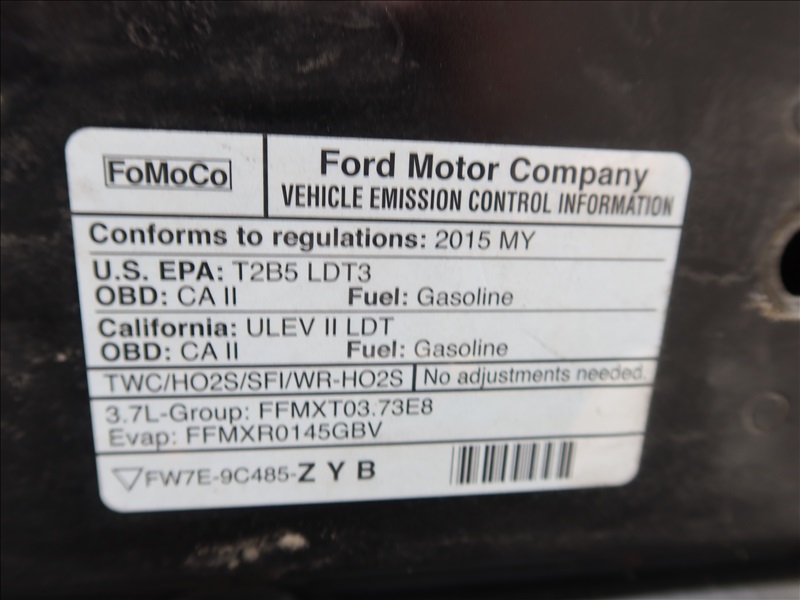 FoMoCo
Ford Motor Company
VEHICLE EMISSION CONTROL INFORMATION
Conforms to regulations: 2015 MY
U.S. EPA: T2B5 LDT3
OBD: CA II Fuel: Gasoline
California: ULEV II LDT
OBD: CA II Fuel: Gasoline
TWC/HO2S/SFI/WR-HO2S No adjustments needed.
3.7L-Group: FFMXT03.73E8
Evap: FFMXR0145GBV
FW7E-9C485-Z Y B